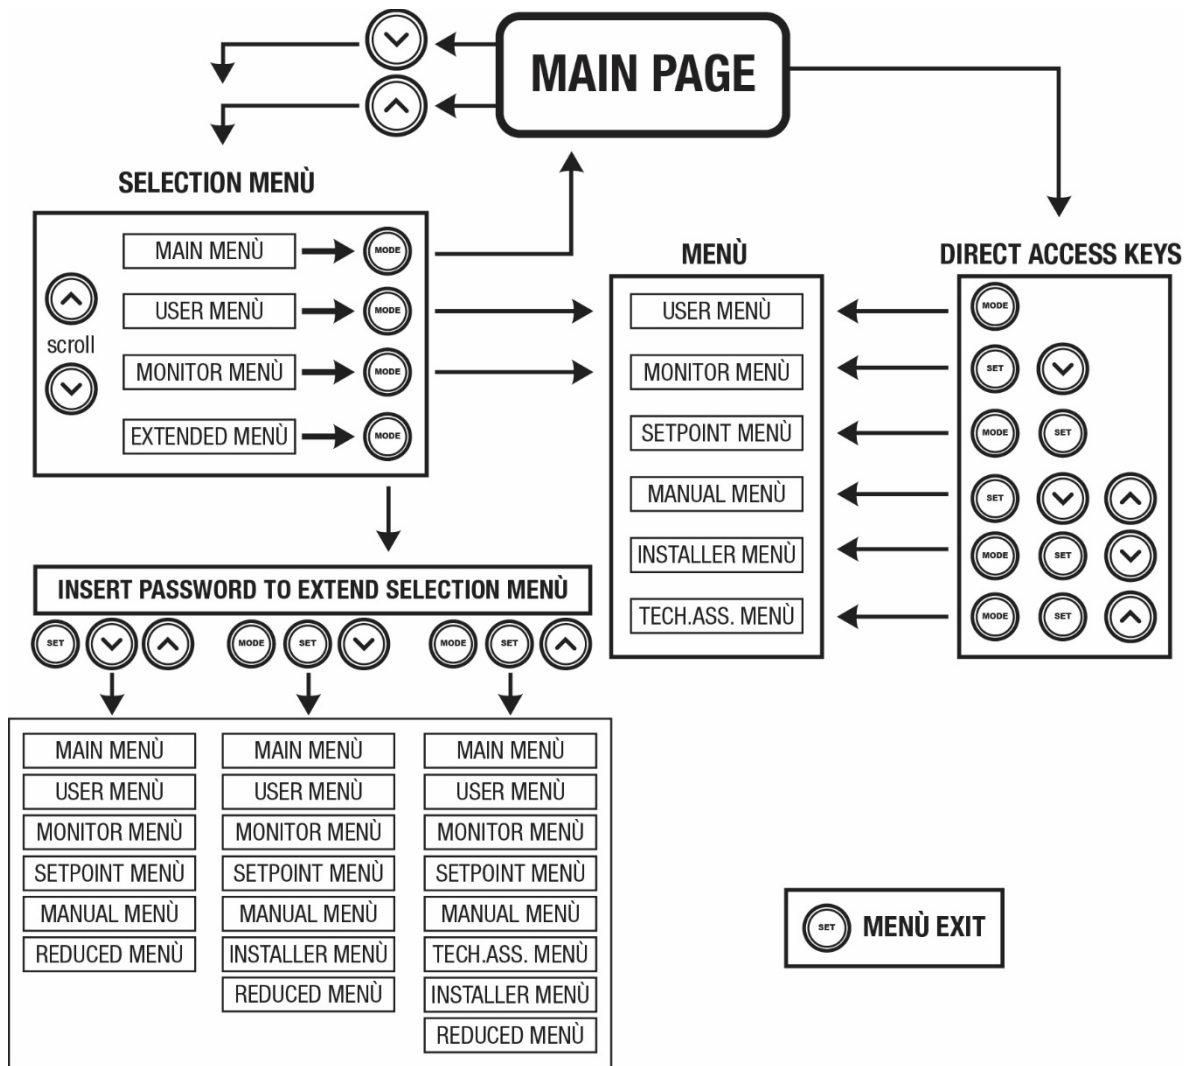 MAIN PAGE
SELECTION MENÙ
MAIN MENÙ
MODE
USER MENÙ
MODE
scroll
MONITOR MENÙ
MODE
EXTENDED MENÙ
MODE
MENÙ
USER MENÙ
MONITOR MENÙ
SETPOINT MENÙ
MANUAL MENÙ
INSTALLER MENÙ
TECH.ASS. MENÙ
DIRECT ACCESS KEYS
MODE
SET
MODE SET
SET
MODE SET
MODE SET
INSERT PASSWORD TO EXTEND SELECTION MENÙ
SET
MODE SET
MODE SET
MAIN MENÙ
USER MENÙ
MONITOR MENÙ
SETPOINT MENÙ
MANUAL MENÙ
REDUCED MENÙ
MAIN MENÙ
USER MENÙ
MONITOR MENÙ
SETPOINT MENÙ
MANUAL MENÙ
INSTALLER MENÙ
REDUCED MENÙ
MAIN MENÙ
USER MENÙ
MONITOR MENÙ
SETPOINT MENÙ
MANUAL MENÙ
TECH.ASS. MENÙ
INSTALLER MENÙ
REDUCED MENÙ
SET MENÙ EXIT